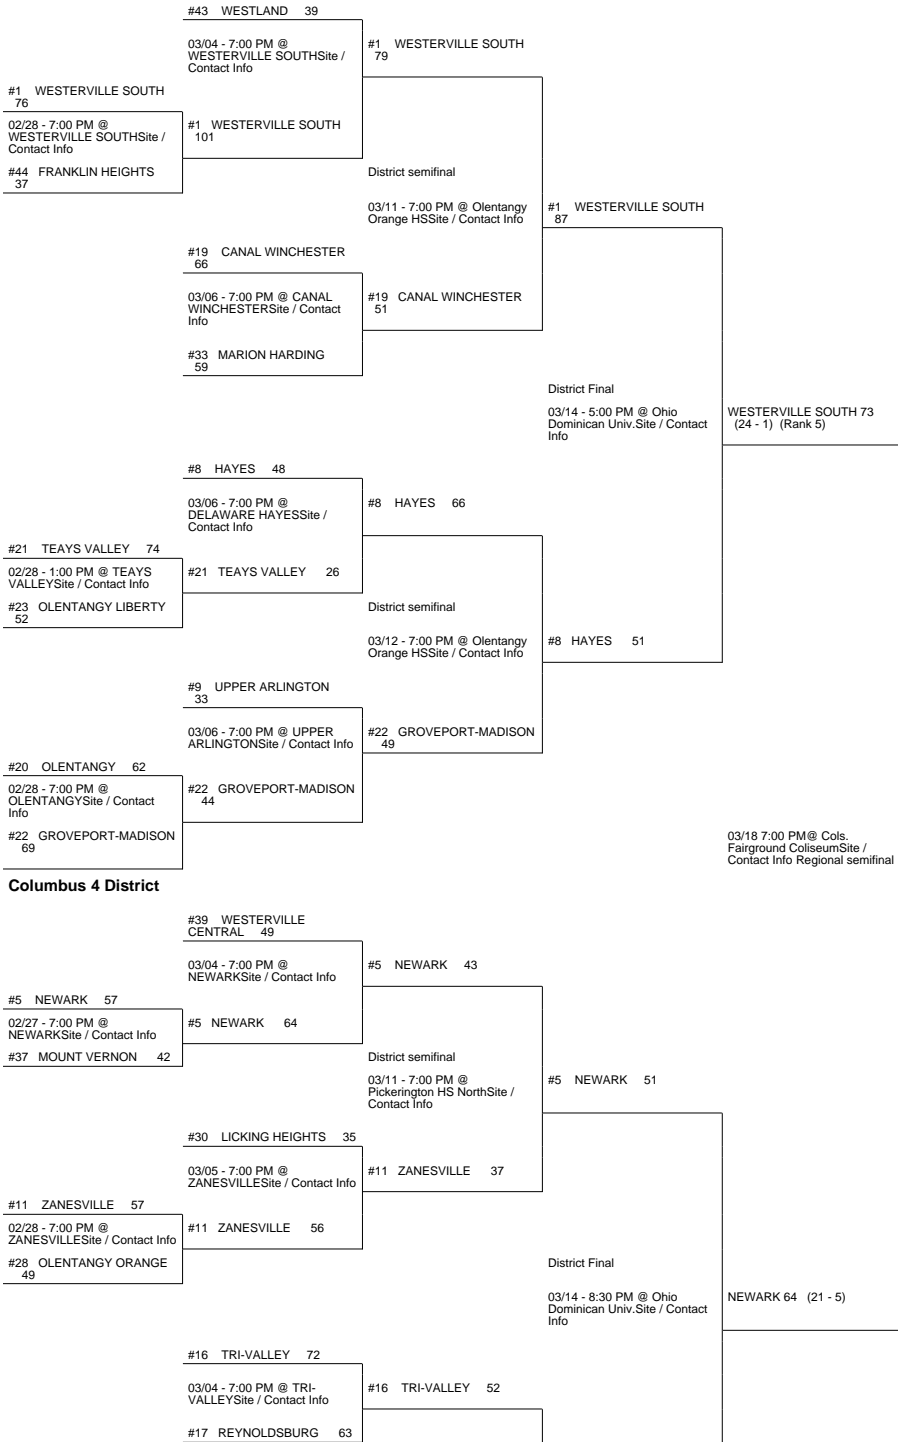 #43 WESTLAND 39
03/04 - 7:00 PM @
WESTERVILLE SOUTHSite /
Contact Info
#1 WESTERVILLE SOUTH
79
#1 WESTERVILLE SOUTH
76
02/28 - 7:00 PM @
WESTERVILLE SOUTHSite /
Contact Info
#1 WESTERVILLE SOUTH
101
#44 FRANKLIN HEIGHTS
37
District semifinal
03/11 - 7:00 PM @ Olentangy
Orange HSSite / Contact Info
#1 WESTERVILLE SOUTH
87
#19 CANAL WINCHESTER
66
03/06 - 7:00 PM @ CANAL
WINCHESTERSite / Contact
Info
#19 CANAL WINCHESTER
51
#33 MARION HARDING
59
District Final
03/14 - 5:00 PM @ Ohio
Dominican Univ.Site / Contact
Info
WESTERVILLE SOUTH 73
(24 - 1) (Rank 5)
#8 HAYES 48
03/06 - 7:00 PM @
DELAWARE HAYESSite /
Contact Info
#8 HAYES 66
#21 TEAYS VALLEY 74
02/28 - 1:00 PM @ TEAYS
VALLEYSite / Contact Info
#21 TEAYS VALLEY 26
#23 OLENTANGY LIBERTY
52
District semifinal
03/12 - 7:00 PM @ Olentangy
Orange HSSite / Contact Info
#8 HAYES 51
#9 UPPER ARLINGTON
33
03/06 - 7:00 PM @ UPPER
ARLINGTONSite / Contact Info
#22 GROVEPORT-MADISON
49
#20 OLENTANGY 62
02/28 - 7:00 PM @
OLENTANGYSite / Contact
Info
#22 GROVEPORT-MADISON
44
#22 GROVEPORT-MADISON
69
03/18 7:00 PM@ Cols.
Fairground ColiseumSite /
Contact Info Regional semifinal
Columbus 4 District
#39 WESTERVILLE
CENTRAL 49
03/04 - 7:00 PM @
NEWARKSite / Contact Info
#5 NEWARK 43
#5 NEWARK 57
02/27 - 7:00 PM @
NEWARKSite / Contact Info
#5 NEWARK 64
#37 MOUNT VERNON 42
District semifinal
03/11 - 7:00 PM @
Pickerington HS NorthSite /
Contact Info
#5 NEWARK 51
#30 LICKING HEIGHTS 35
03/05 - 7:00 PM @
ZANESVILLESite / Contact Info
#11 ZANESVILLE 37
#11 ZANESVILLE 57
02/28 - 7:00 PM @
ZANESVILLESite / Contact Info
#11 ZANESVILLE 56
#28 OLENTANGY ORANGE
49
District Final
03/14 - 8:30 PM @ Ohio
Dominican Univ.Site / Contact
Info
NEWARK 64 (21 - 5)
#16 TRI-VALLEY 72
03/04 - 7:00 PM @ TRI-
VALLEYSite / Contact Info
#16 TRI-VALLEY 52
#17 REYNOLDSBURG 63